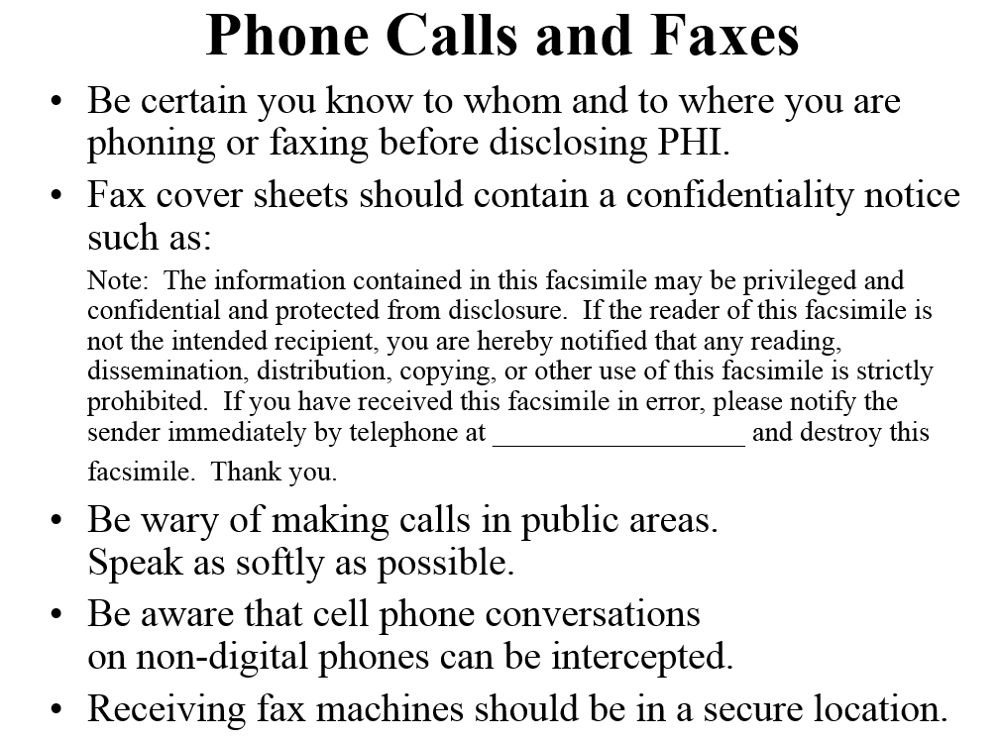 Phone Calls and Faxes
• Be certain you know to whom and to where you are
phoning or faxing before disclosing PHI.
• Fax cover sheets should contain a confidentiality notice
such as:
Note:  The information contained in this facsimile may be privileged and
confidential and protected from disclosure.  If the reader of this facsimile is
not the intended recipient, you are hereby notified that any reading,
dissemination, distribution, copying, or other use of this facsimile is strictly
prohibited.  If you have received this facsimile in error, please notify the
sender immediately by telephone at __________________ and destroy this
facsimile.  Thank you.
• Be wary of making calls in public areas.
Speak as softly as possible.
• Be aware that cell phone conversations
on non-digital phones can be intercepted.
• Receiving fax machines should be in a secure location.